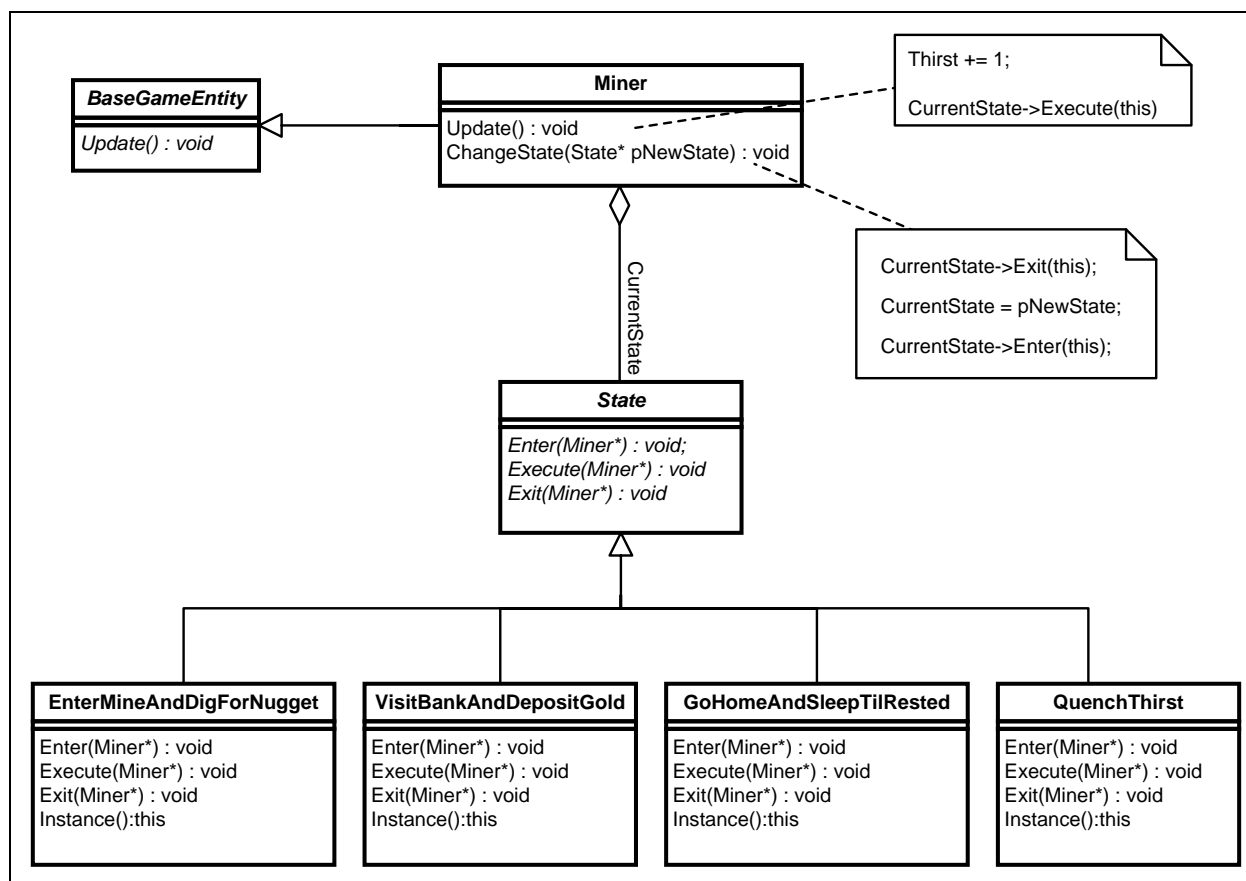 BaseGameEntity
Update() : void
Miner
Update() : void
ChangeState(State* pNewState) : void
Thirst += 1;
CurrentState->Execute(this)
CurrentState->Exit(this);
CurrentState = pNewState;
CurrentState->Enter(this);
CurrentState
State
Enter(Miner*) : void;
Execute(Miner*) : void
Exit(Miner*) : void
EnterMineAndDigForNugget
Enter(Miner*) : void
Execute(Miner*) : void
Exit(Miner*) : void
Instance():this
VisitBankAndDepositGold
Enter(Miner*) : void
Execute(Miner*) : void
Exit(Miner*) : void
Instance():this
GoHomeAndSleepTilRested
Enter(Miner*) : void
Execute(Miner*) : void
Exit(Miner*) : void
Instance():this
QuenchThirst
Enter(Miner*) : void
Execute(Miner*) : void
Exit(Miner*) : void
Instance():this